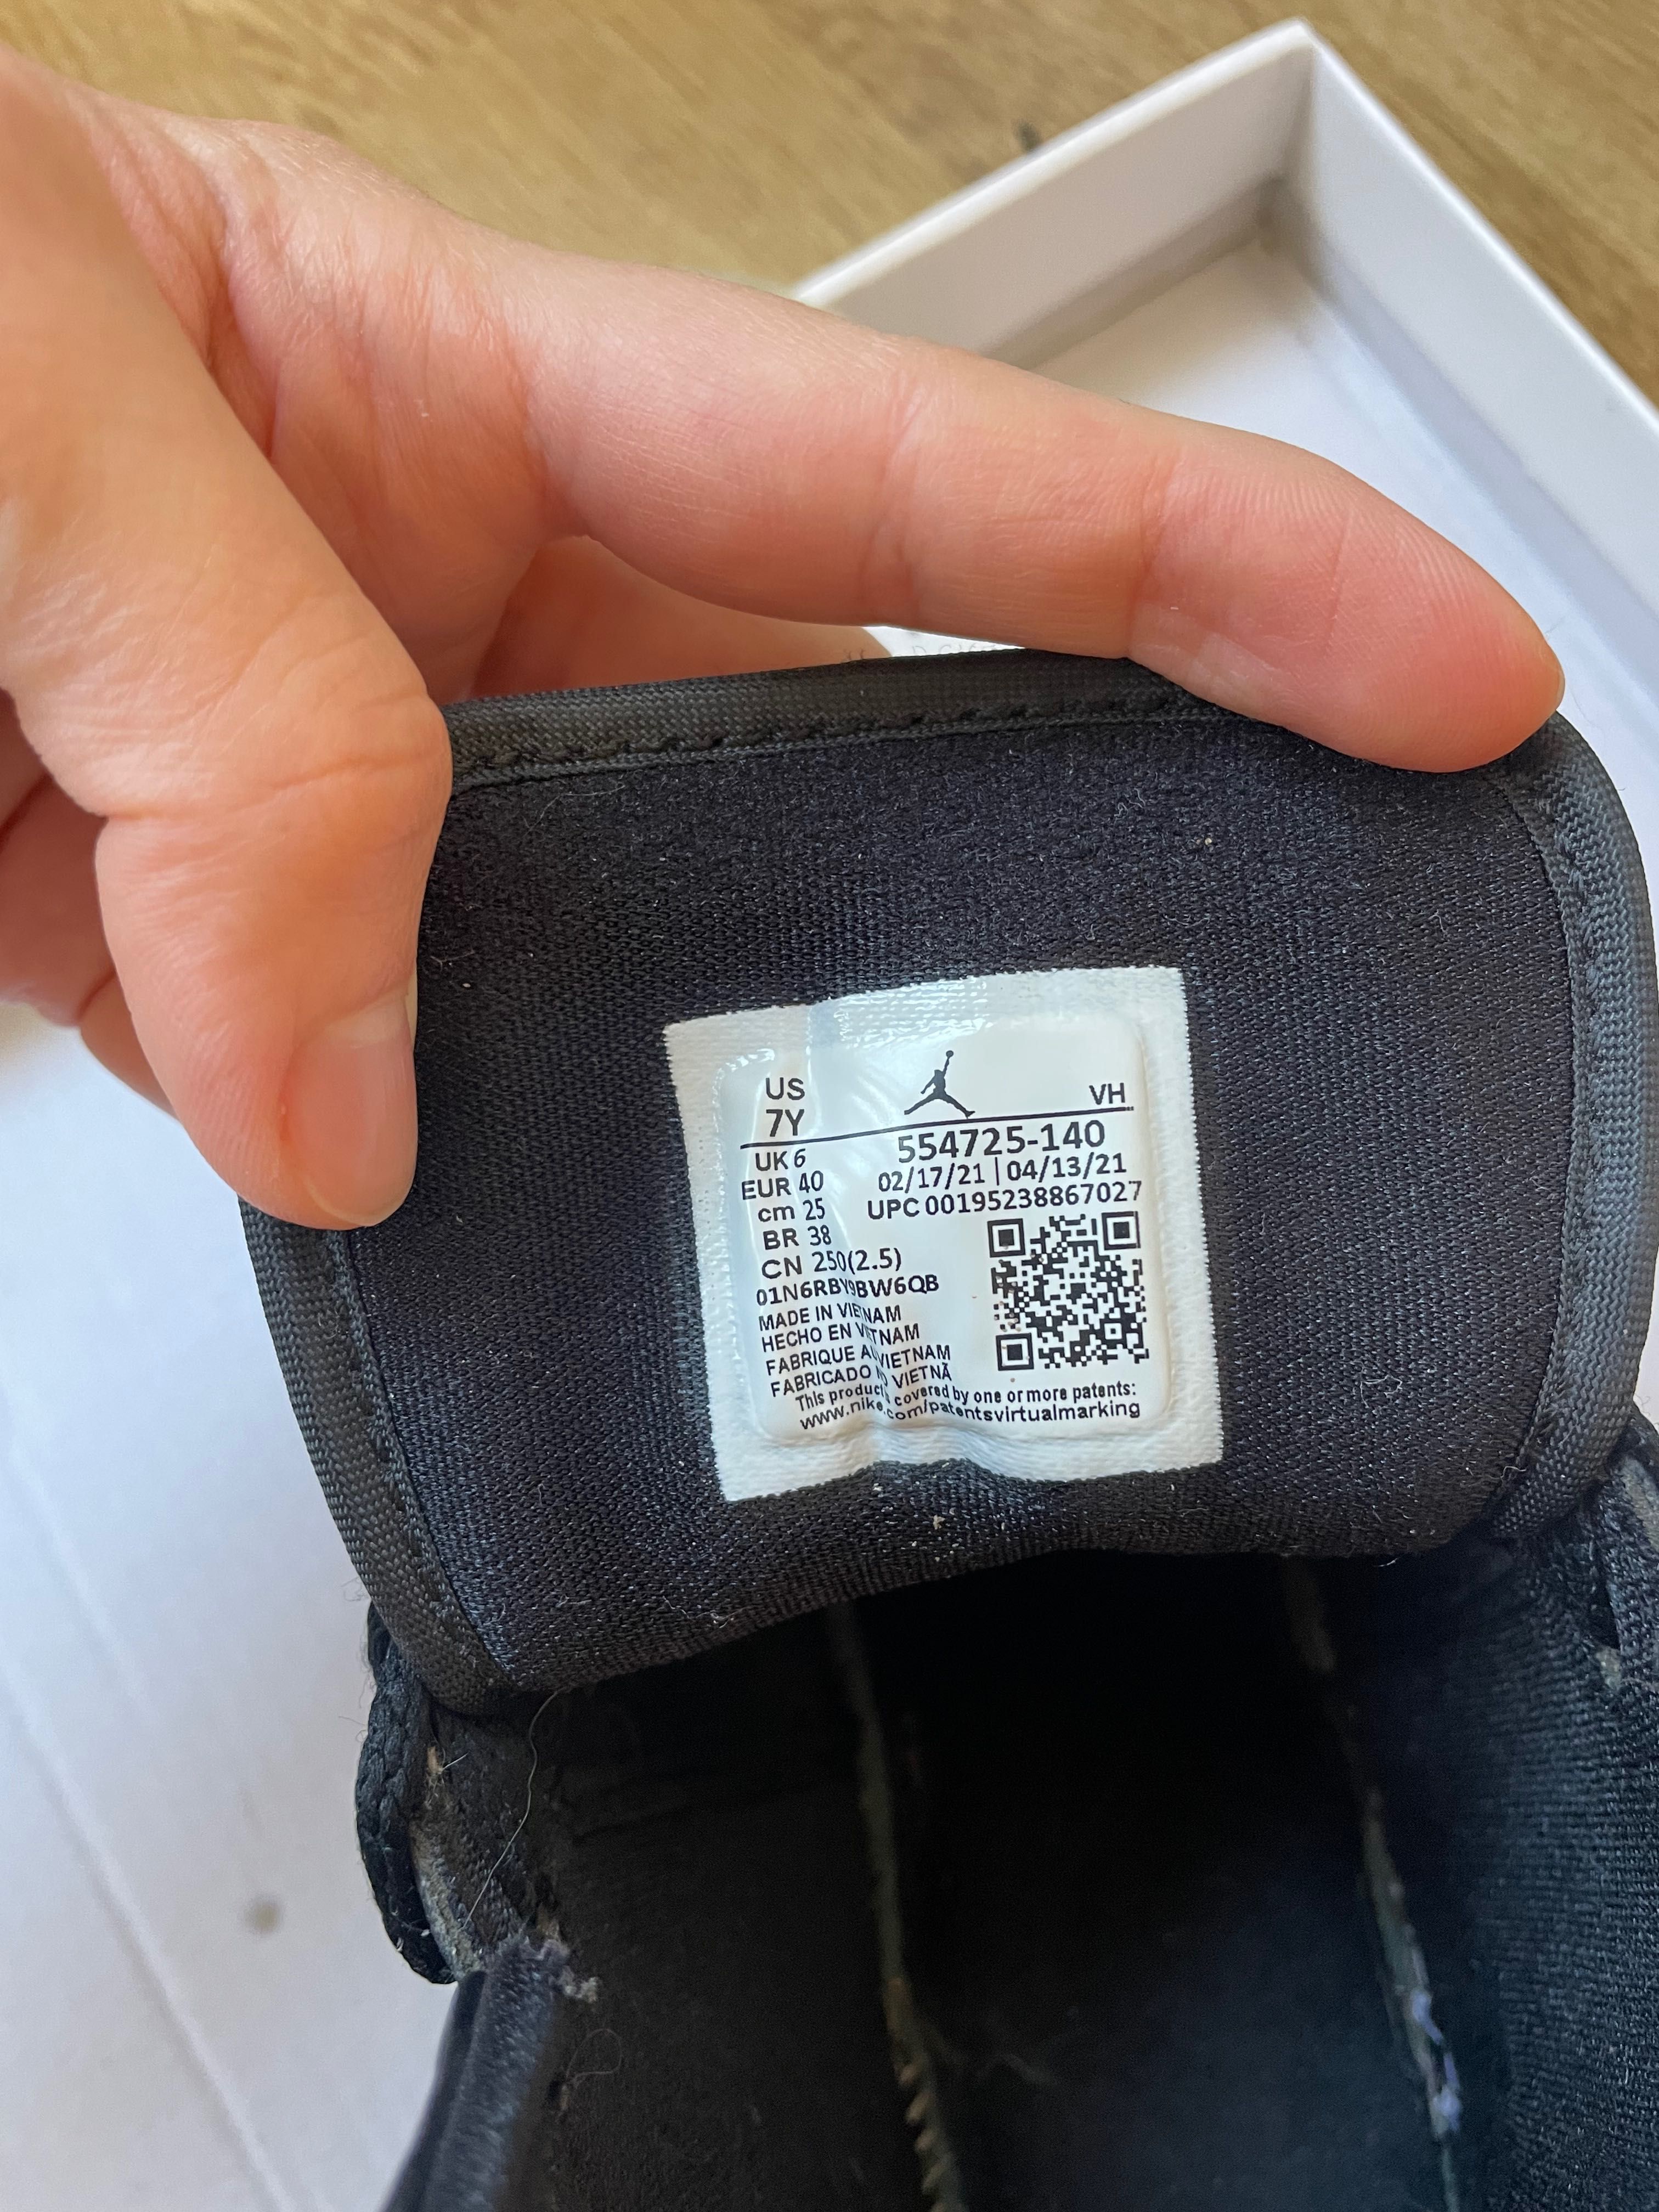 US
7Y
VH
UK 6
554725-140
EUR 40
02/17/21 | 04/13/21
cm 25
UPC 00195238867027
BR 38
CN 250(2.5)
01N6RBY9BW6QB
MADE IN VIETNAM
HECHO EN VIETNAM
FABRIQUE AU VIETNAM
FABRICADO NO VIETNÃ
This product covered by one or more patents:
www.nike.com/patentsvirtualmarking